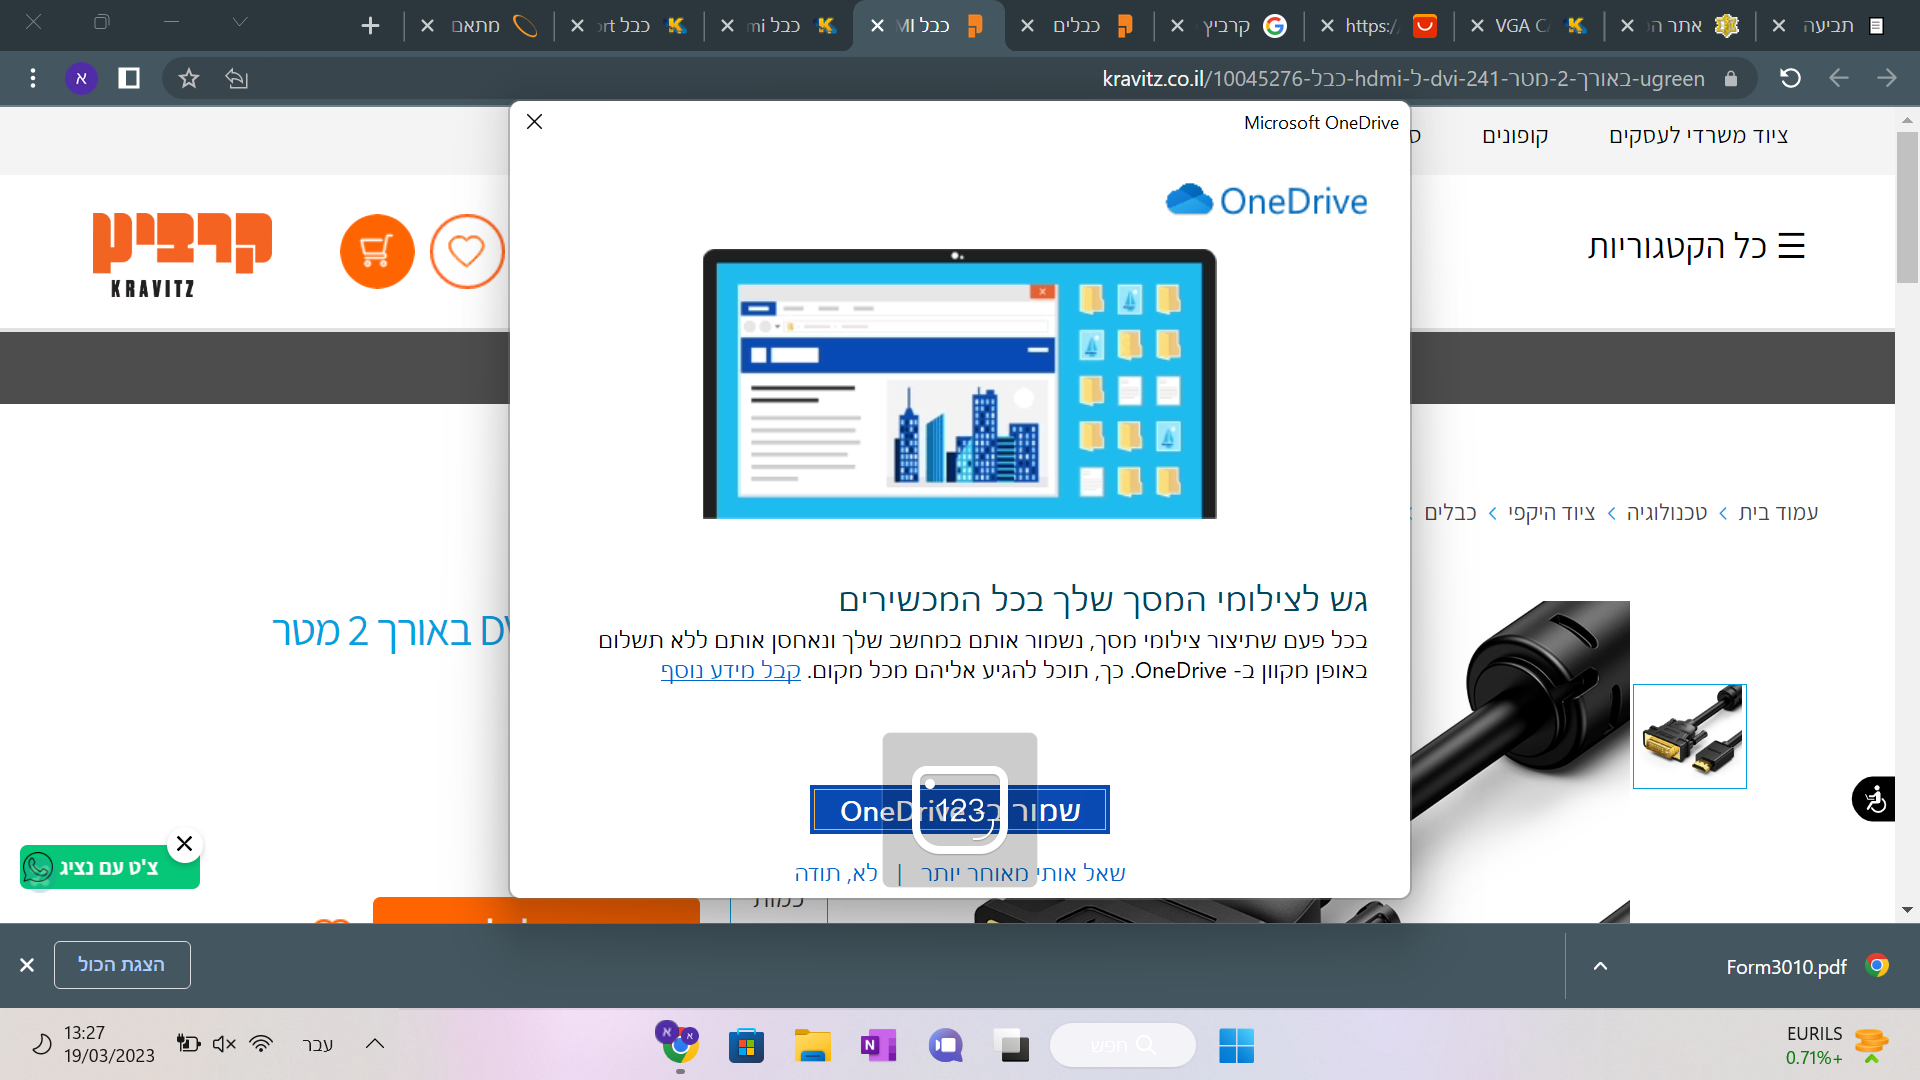 תביעה
אתר הכ
VGA C
https:/
קרביץ
כבלים
כבל MI
כבל mi
כבל ort
מתאם
kravitz.co.il/10045276-כבל-hdmi-ל-dvi-241-באורך-2-מטר-ugreen
א
Microsoft OneDrive
ציוד משרדי לעסקים
קופונים
OneDrive
כל הקטגוריות
קרביץ
KRAVITZ
עמוד בית
טכנולוגיה
ציוד היקפי
כבלים
גש לצילומי המסך שלך בכל המכשירים
בכל פעם שתיצור צילומי מסך, נשמור אותם במחשב שלך ונאחסן אותם ללא תשלום
באופן מקוון ב- OneDrive. כך, תוכל להגיע אליהם מכל מקום. קבל מידע נוסף
באורך 2 מטר
שמור ב- OneDrive
123
שאל אותי מאוחר יותר | לא, תודה
צ'ט עם נציג
כמות
Form3010.pdf
הצגת הכול
EURILS
+0.71%
חפש
עבר
13:27
19/03/2023